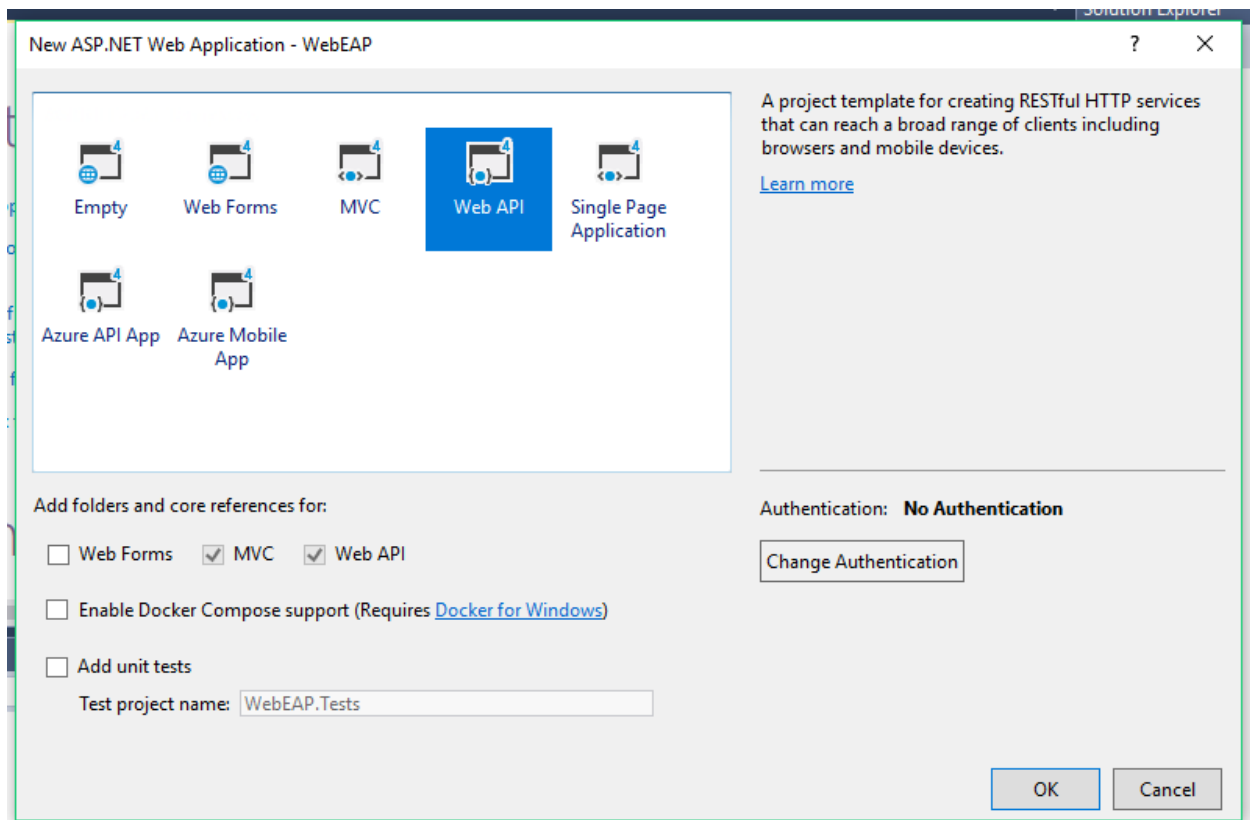 Solution Explorer
New ASP.NET Web Application - WebEAP
? X
A project template for creating RESTful HTTP services
that can reach a broad range of clients including
browsers and mobile devices.
Learn more
4 4 4 4 4
Empty Web Forms MVC Web API Single Page
Application
4 4
Azure API App Azure Mobile
App
Add folders and core references for:
Authentication: No Authentication
Web Forms MVC Web API
Change Authentication
Enable Docker Compose support (Requires Docker for Windows)
Add unit tests
Test project name: WebEAP.Tests
OK Cancel